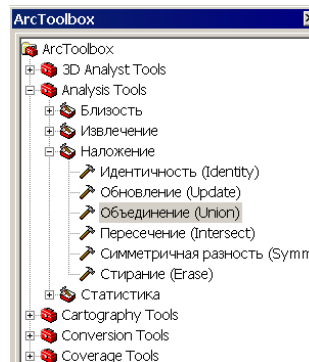 ArcToolbox
ArcToolbox
3D Analyst Tools
Analysis Tools
Близость
Извлечение
Наложение
Идентичность (Identity)
Обновление (Update)
Объединение (Union)
Пересечение (Intersect)
Симметричная разность (Symm
Стирание (Erase)
Статистика
Cartography Tools
Conversion Tools
Coverage Tools